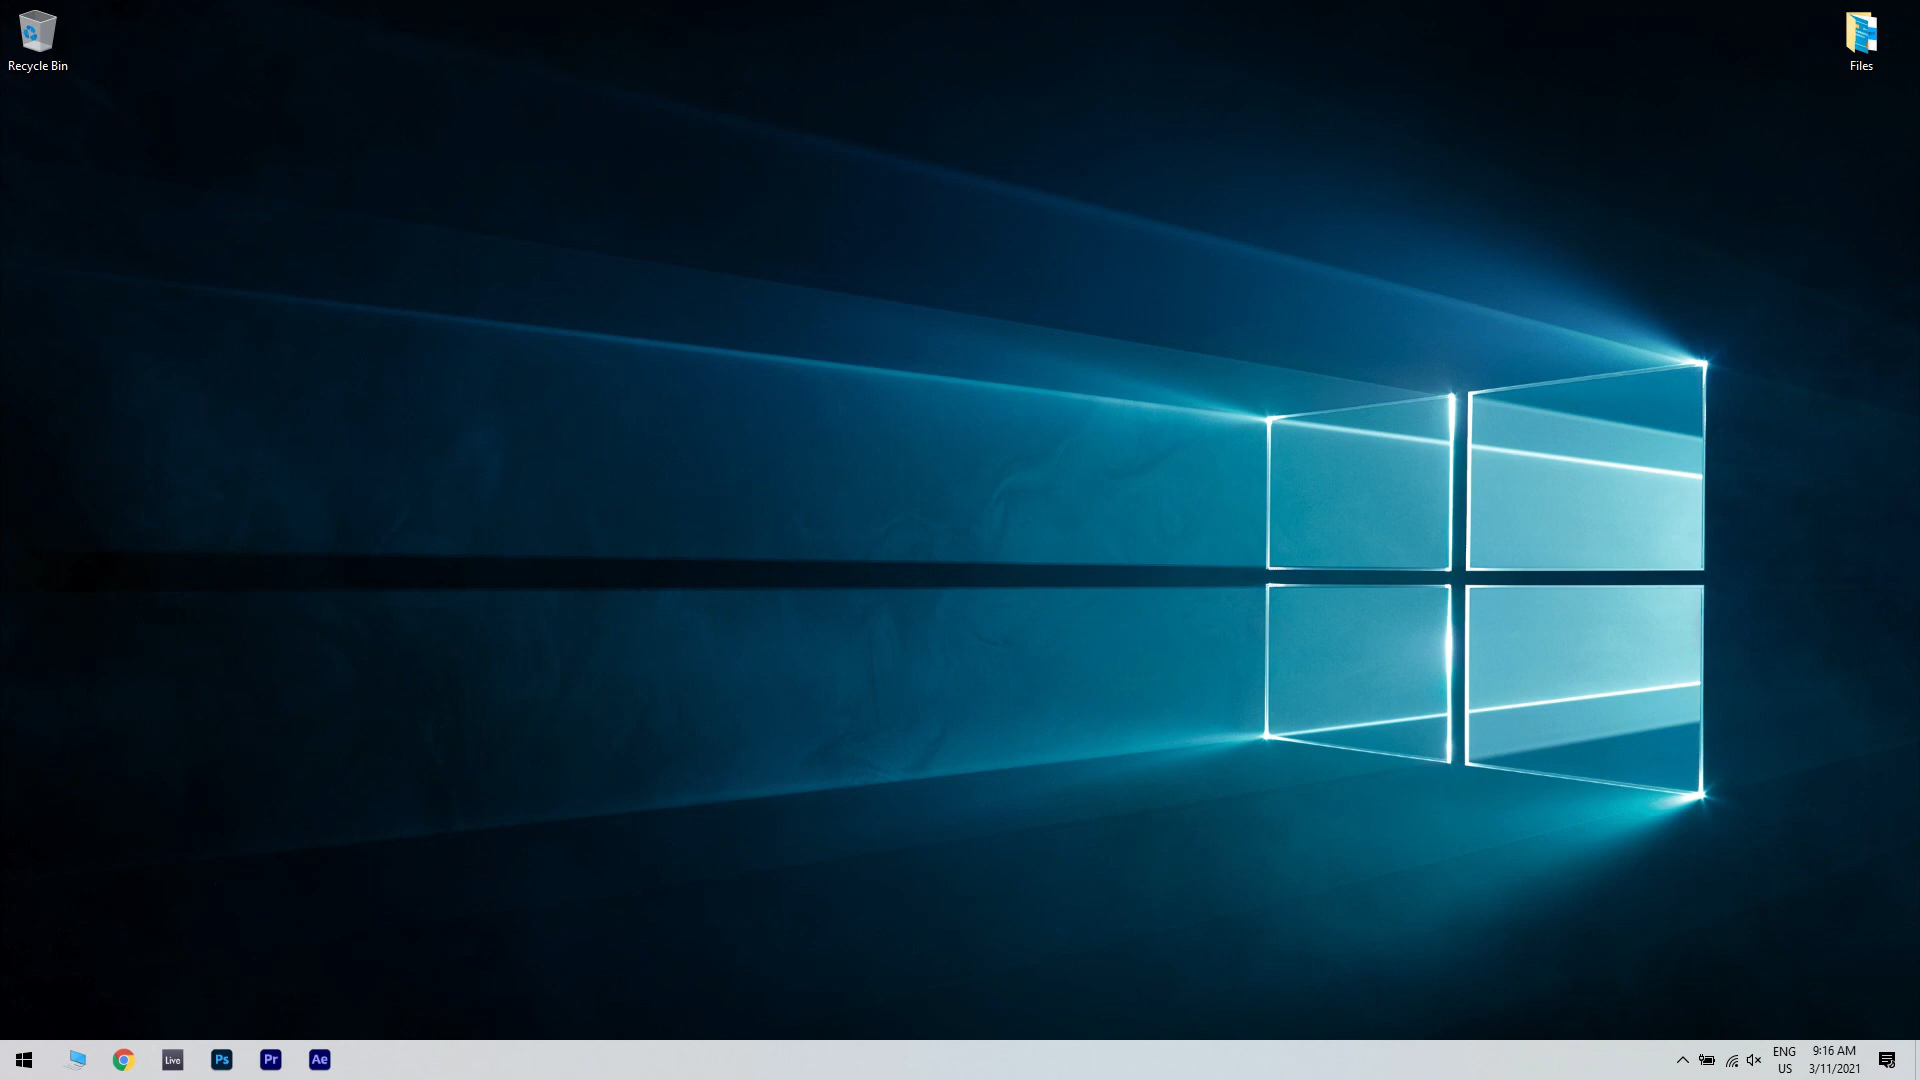 Recycle Bin
Files
Live
Ps
Pr
Ae
ENG
US
9:16 AM
3/11/2021